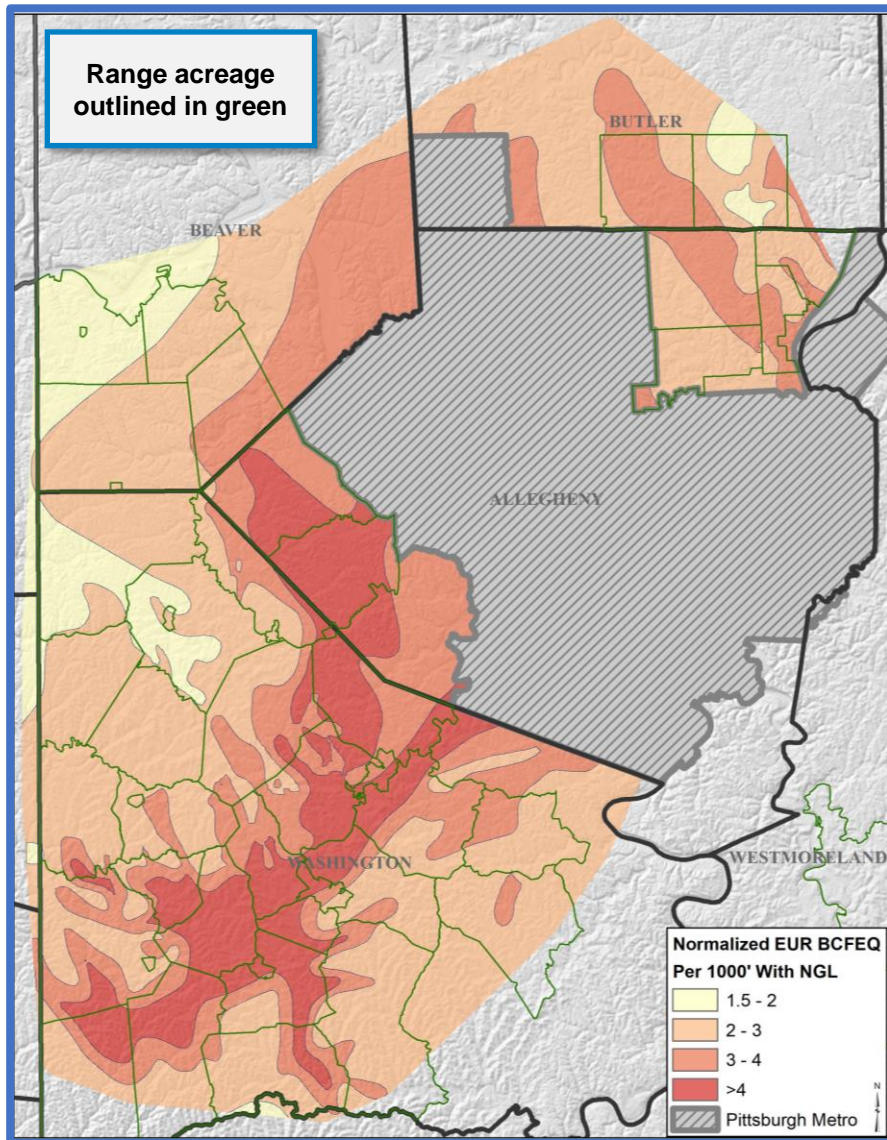 Range acreage
outlined in green
BUTLER
BEAVER
ALLEGHENY
WASHINGTON
WESTMORELAND
Normalized EUR BCFEQ
Per 1000' With NGL
1.5 - 2
2 - 3
3 - 4
>4
Pittsburgh Metro
N